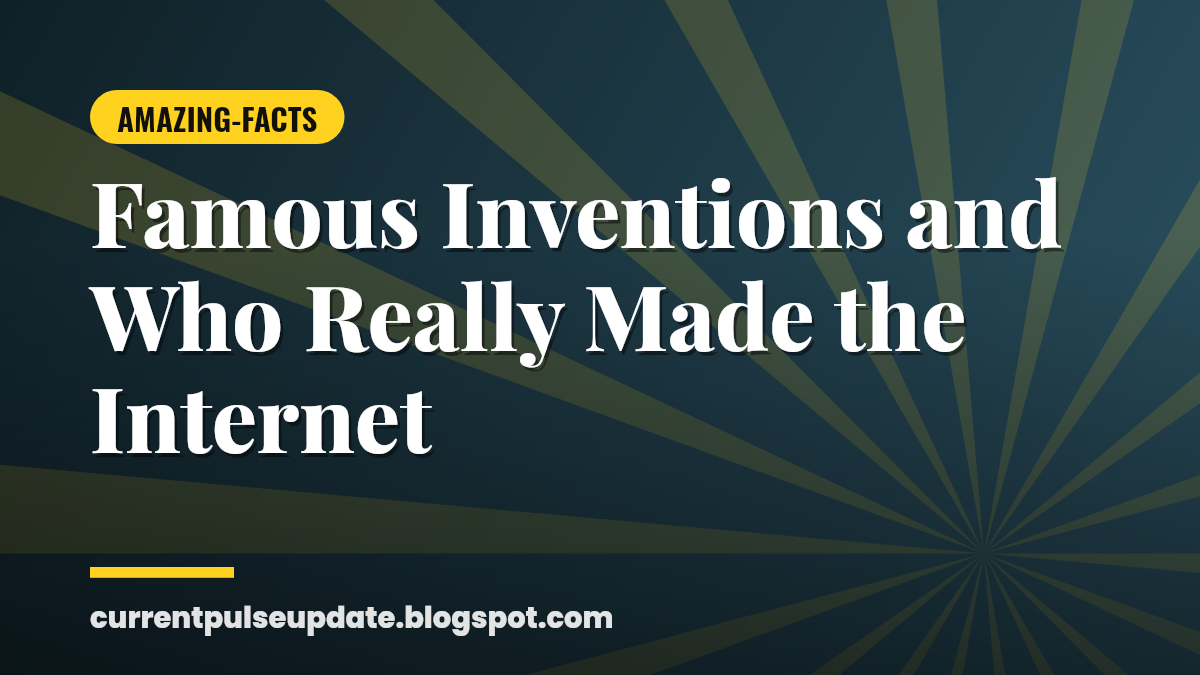 AMAZING-FACTS
Famous Inventions and
Who Really Made the
Internet
currentpulseupdate.blogspot.com